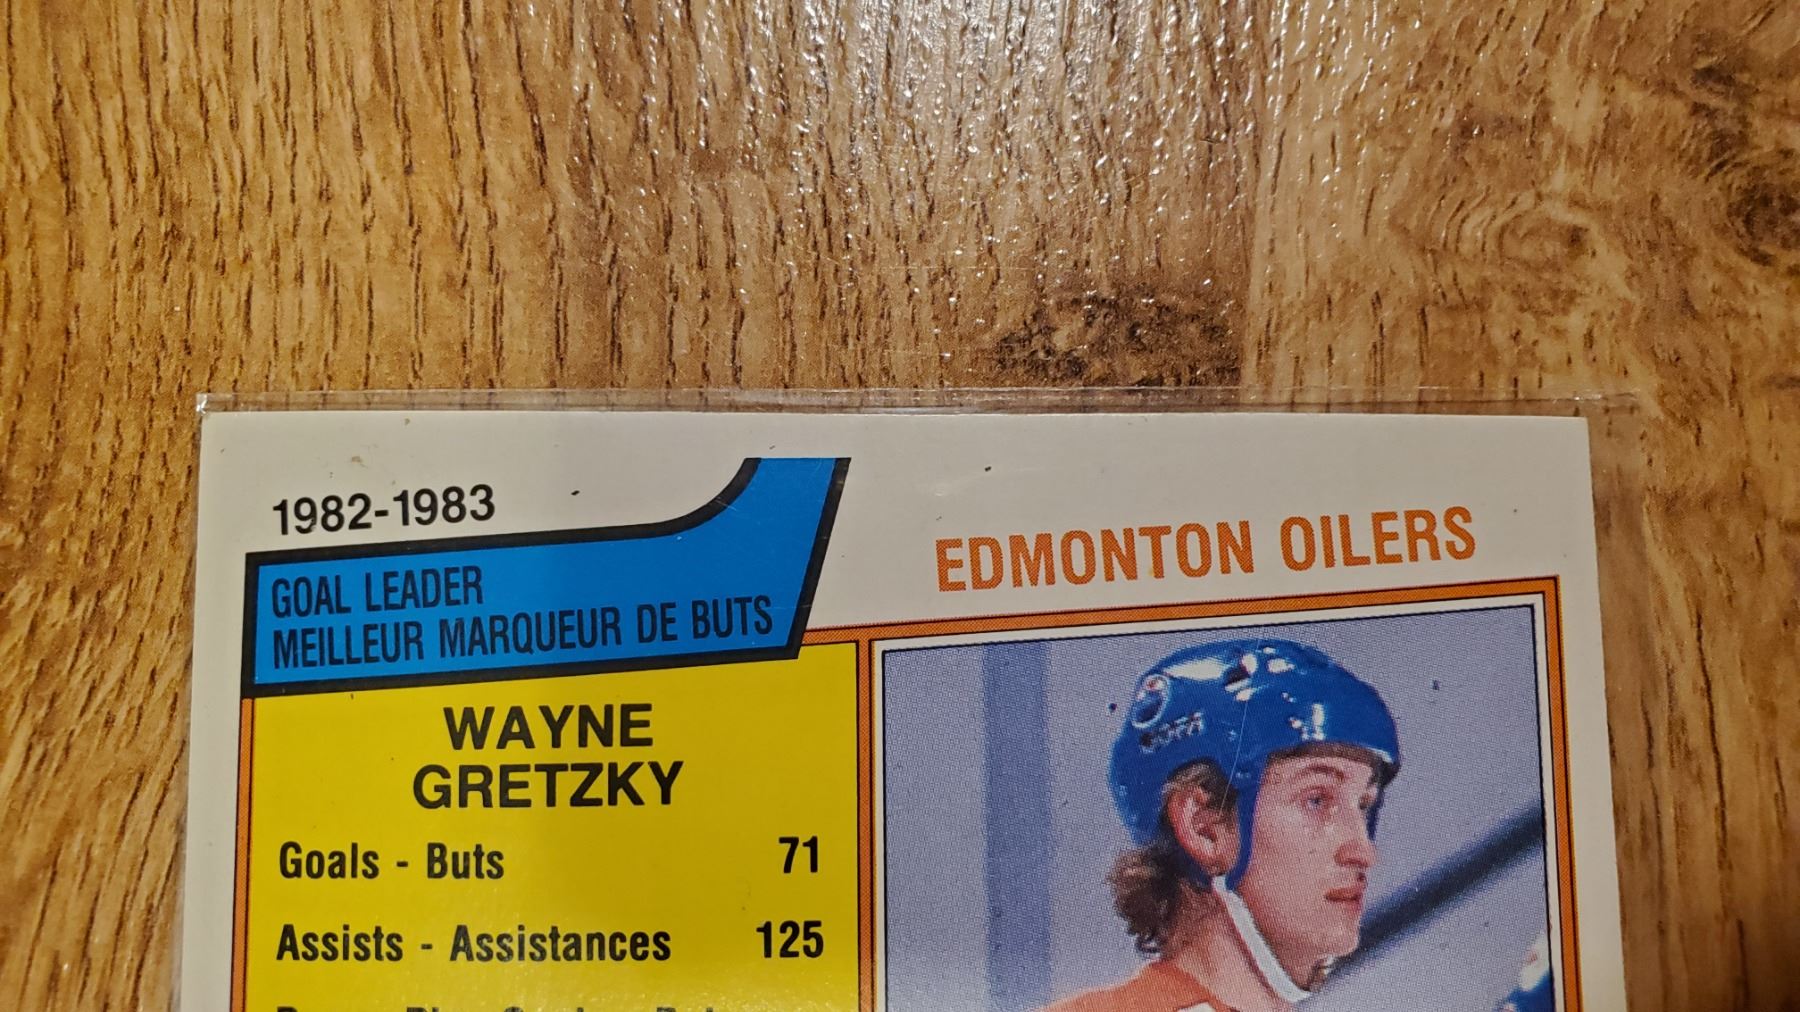 1982-1983
GOAL LEADER
MEILLEUR MARQUEUR DE BUTS
EDMONTON OILERS
WAYNE
GRETZKY
Goals - Buts 71
Assists - Assistances 125